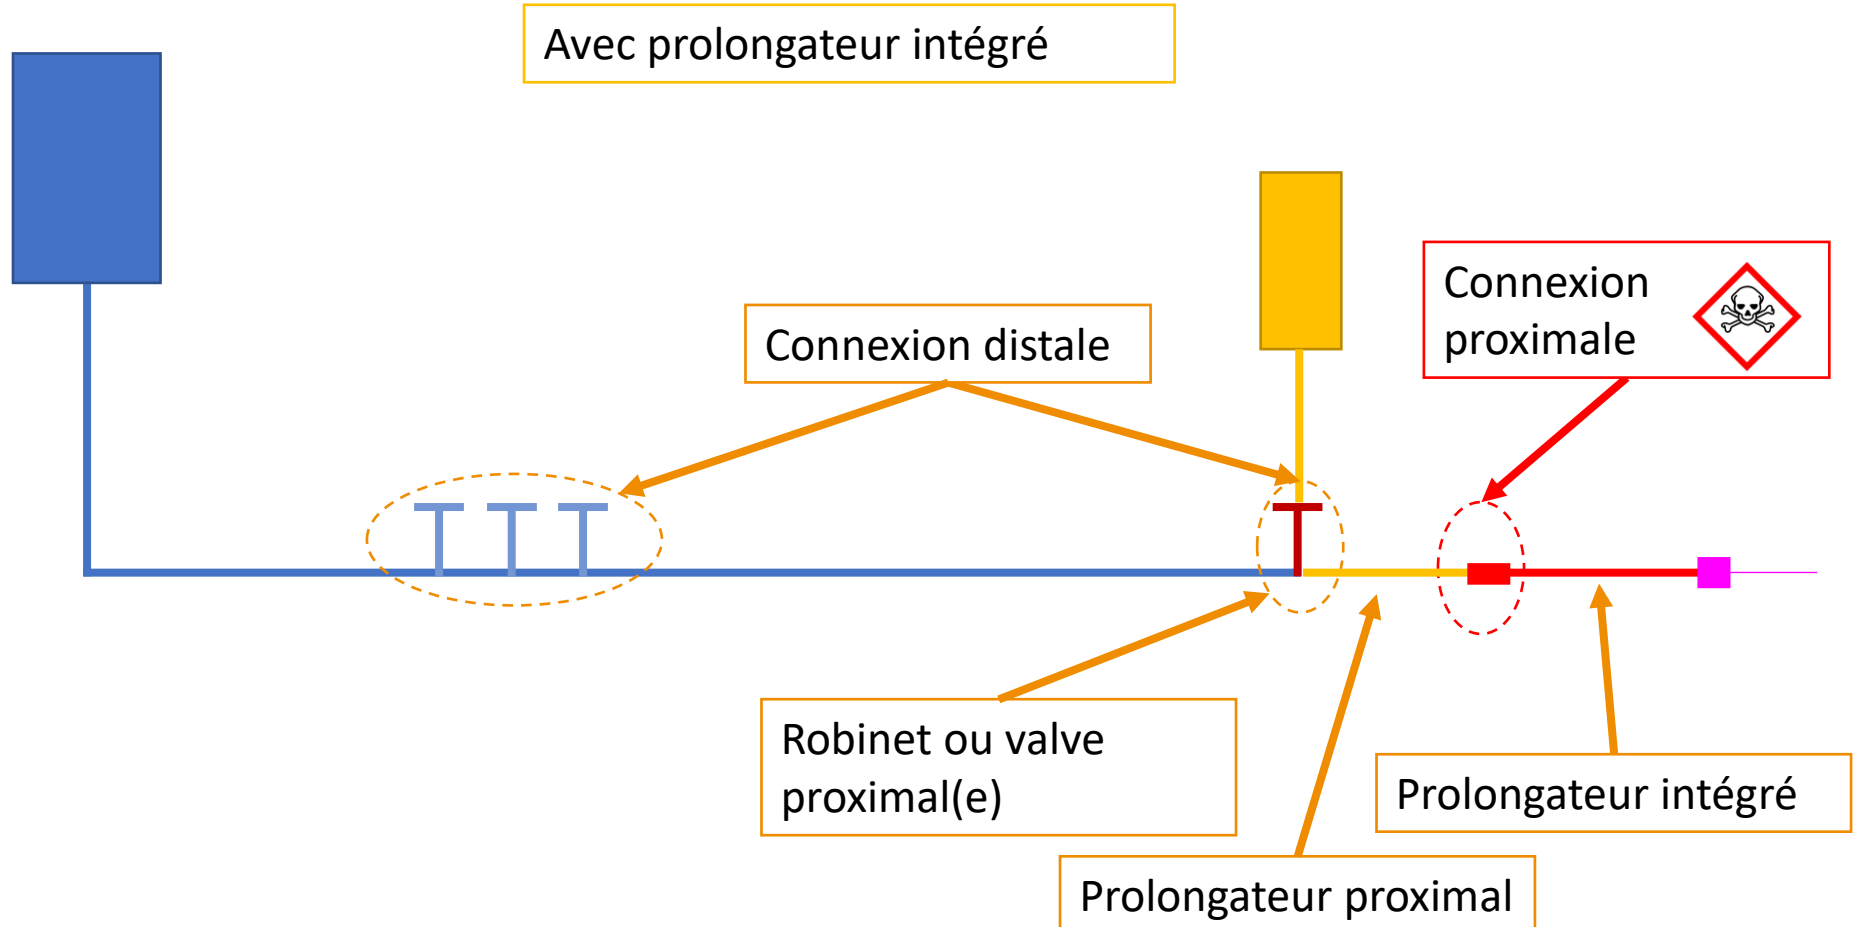 Avec prolongateur intégré
Connexion
proximale
Connexion distale
Robinet ou valve
proximal(e)
Prolongateur intégré
Prolongateur proximal